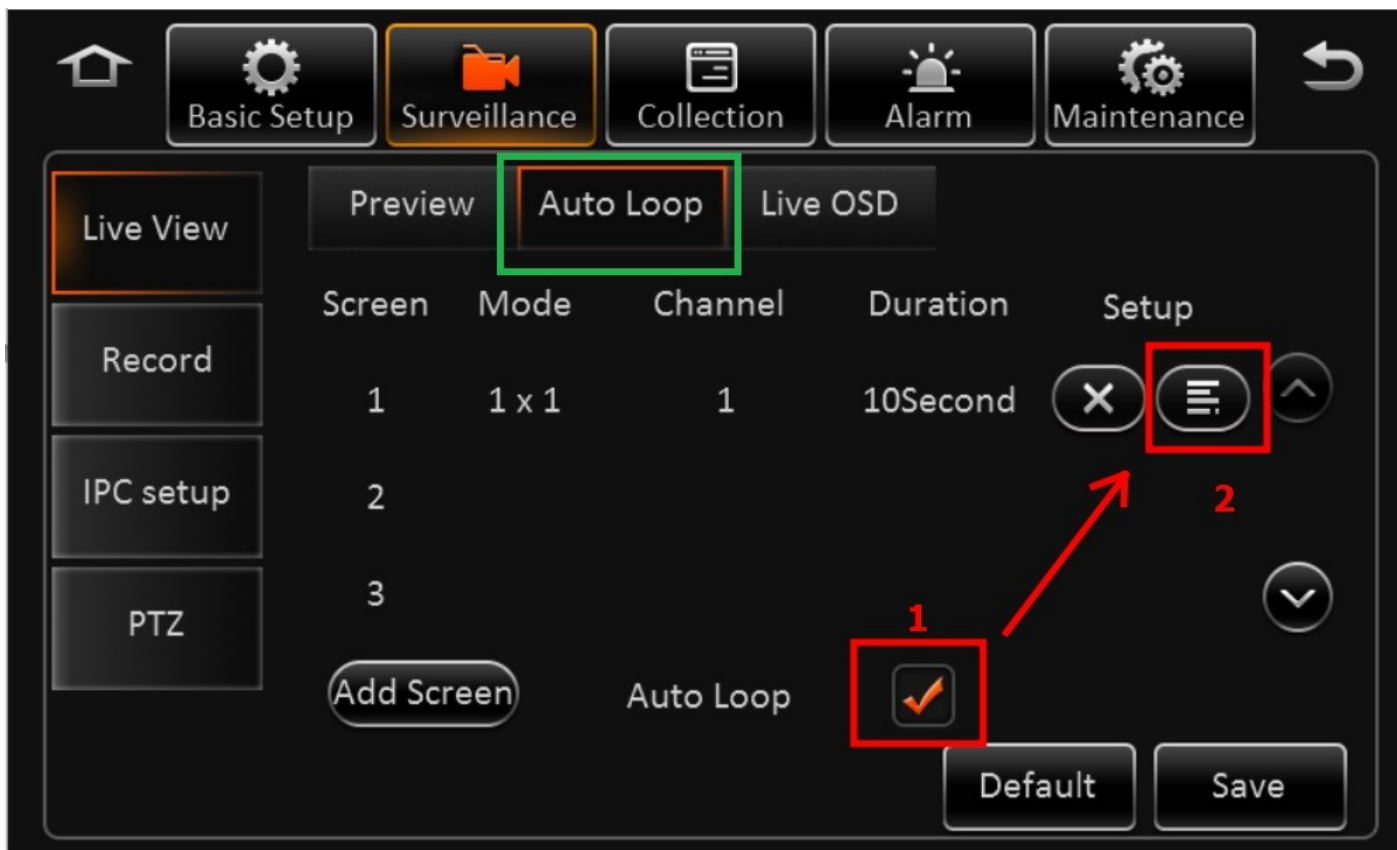 Basic Setup
Surveillance
Collection
Alarm
Maintenance
Live View
Record
IPC setup
PTZ
Preview
Auto Loop
Live OSD
Screen Mode Channel Duration Setup
1 1 x 1 1 10Second
2
2
3
1
Add Screen
Auto Loop
Default
Save